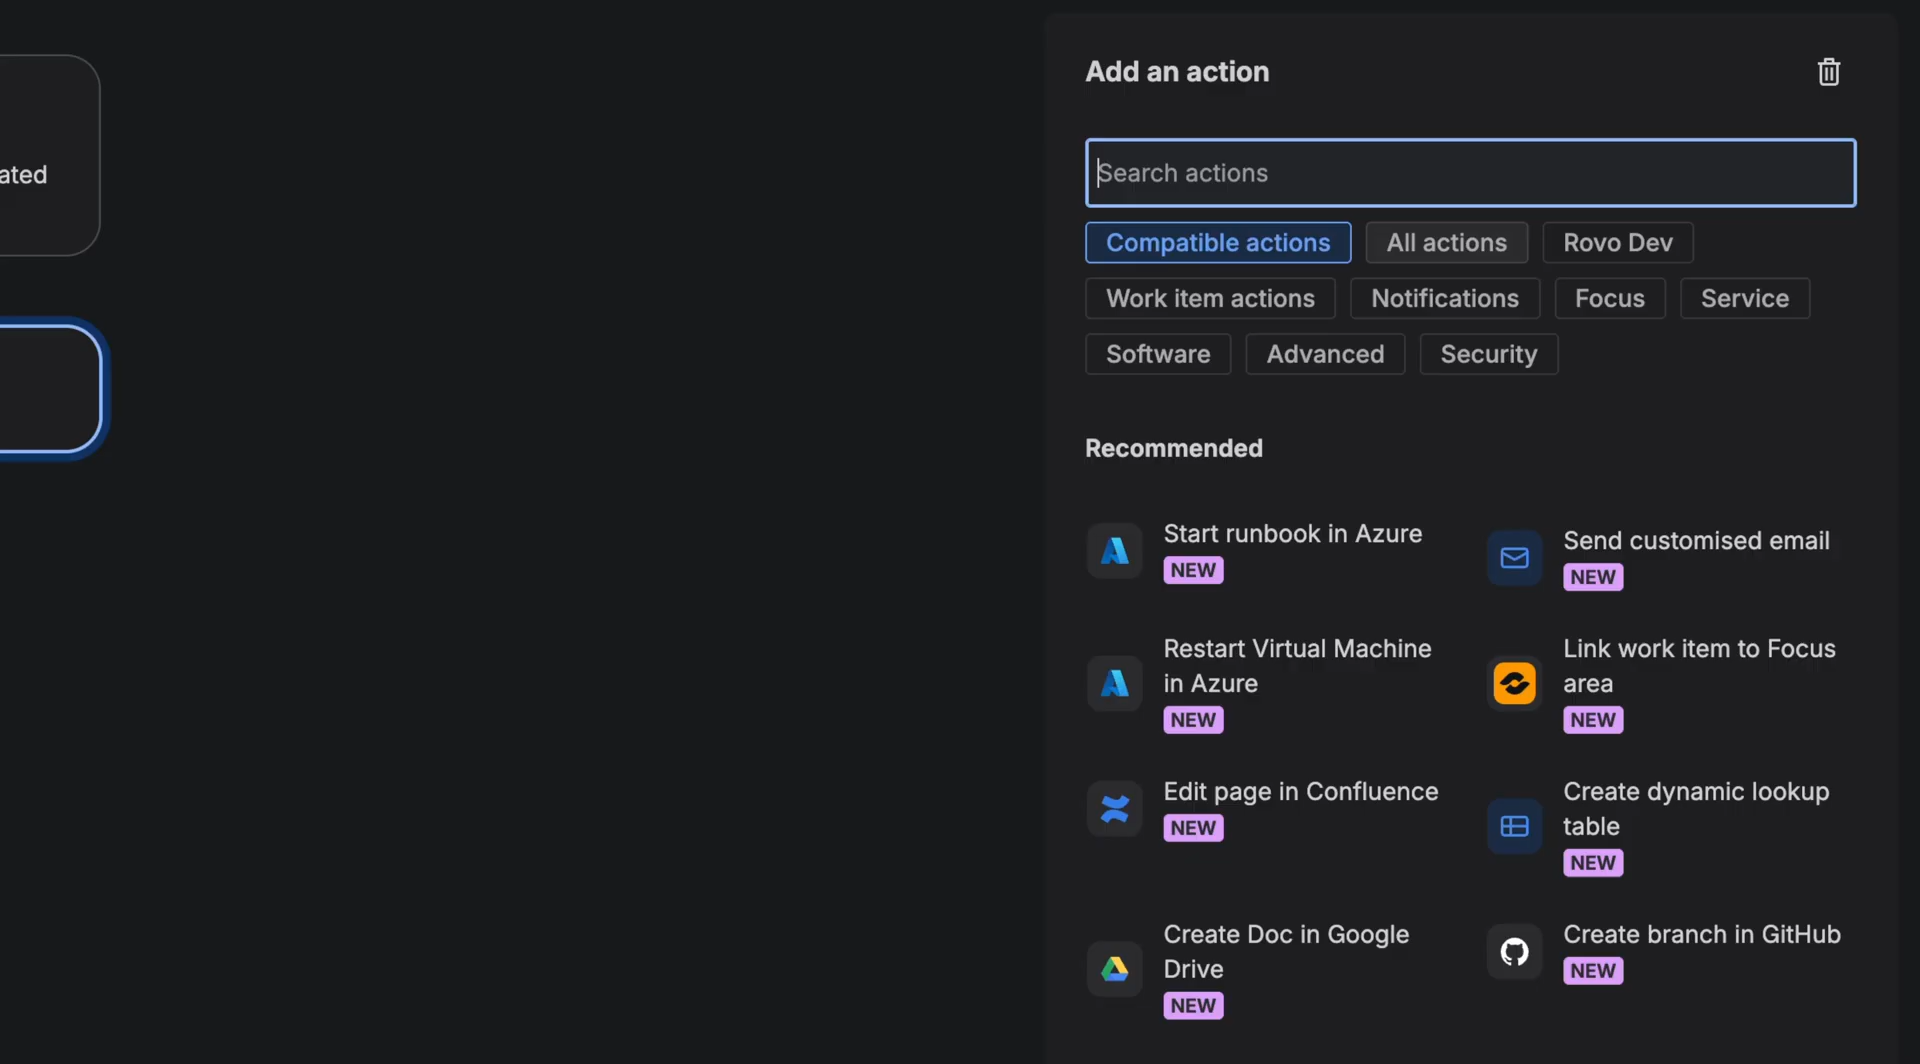 ated
Add an action
Search actions
Compatible actions
All actions
Rovo Dev
Work item actions
Notifications
Focus
Service
Software
Advanced
Security
Recommended
Start runbook in Azure
NEW
Send customised email
NEW
Restart Virtual Machine
in Azure
NEW
Link work item to Focus
area
NEW
Edit page in Confluence
NEW
Create dynamic lookup
table
NEW
Create Doc in Google
Drive
NEW
Create branch in GitHub
NEW